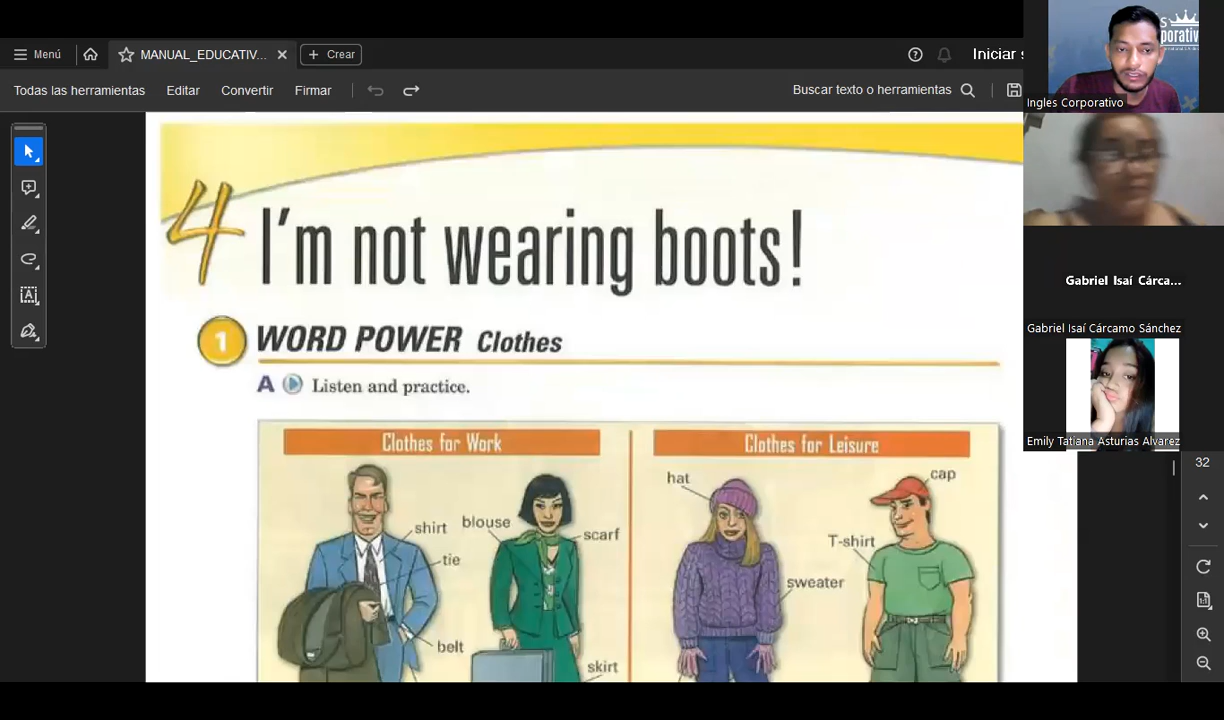 Menú
MANUAL_EDUCATIV...
Crear
Iniciar s
Todas las herramientas
Editar
Convertir
Firmar
Buscar texto o herramientas
4 I'm not wearing boots!
1 WORD POWER Clothes
A Listen and practice.
Clothes for Work
Clothes for Leisure
shirt
blouse
scarf
tie
belt
skirt
hat
cap
T-shirt
sweater
Ingles Corporativo
Gabriel Isaí Cárca...
Gabriel Isaí Cárcamo Sánchez
Emily Tatiana Asturias Alvarez
32